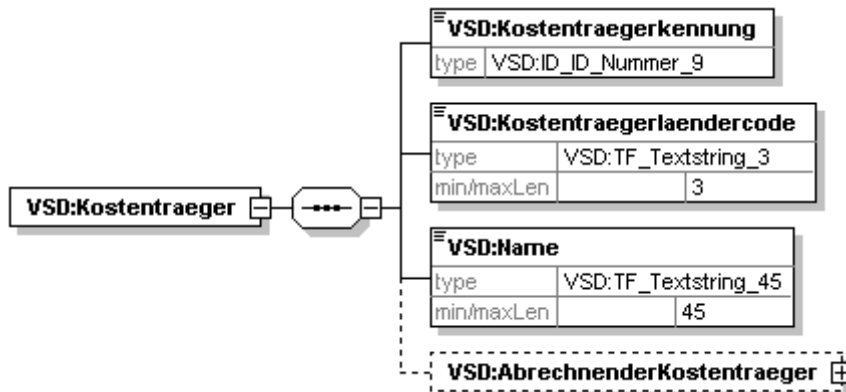 VSD:Kostentraegerkennung
type VSD:ID_ID_Nummer_9
VSD:Kostentraegerlaendercode
type VSD:TF_Textstring_3
min/maxLen 3
VSD:Kostentraeger
VSD:Name
type VSD:TF_Textstring_45
min/maxLen 45
VSD:AbrechnenderKostentraeger